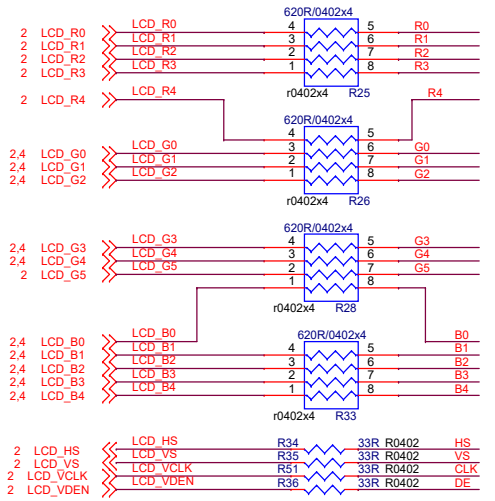 620R/0402x4
2 LCD_R0 LCD_R0 4 5 R0
2 LCD_R1 LCD_R1 3 6 R1
2 LCD_R2 LCD_R2 2 7 R2
2 LCD_R3 LCD_R3 1 8 R3
2 LCD_R4 LCD_R4 r0402x4 R25 R4
620R/0402x4
4 5
2,4 LCD_G0 LCD_G0 3 6 G0
2,4 LCD_G1 LCD_G1 2 7 G1
2,4 LCD_G2 LCD_G2 1 8 G2
r0402x4 R26
620R/0402x4
2,4 LCD_G3 LCD_G3 4 5 G3
2,4 LCD_G4 LCD_G4 3 6 G4
2 LCD_G5 LCD_G5 2 7 G5
1 8
r0402x4 R28
2,4 LCD_B0 LCD_B0 620R/0402x4 B0
2,4 LCD_B1 LCD_B1 4 5 B1
2,4 LCD_B2 LCD_B2 3 6 B2
2,4 LCD_B3 LCD_B3 2 7 B3
2,4 LCD_B4 LCD_B4 1 8 B4
r0402x4 R33
2 LCD_HS LCD_HS R34 33R R0402 HS
2 LCD_VS LCD_VS R35 33R R0402 VS
2 LCD_VCLK LCD_VCLK R51 33R R0402 CLK
2 LCD_VDEN LCD_VDEN R36 33R R0402 DE